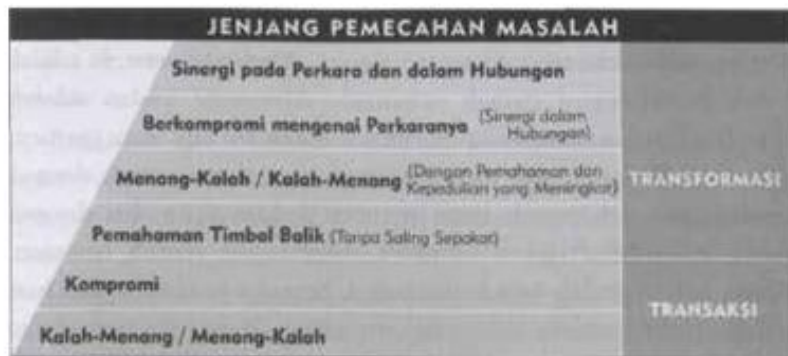 JENJANG PEMECAHAN MASALAH
Sinergi pada Perkara dan dalam Hubungan
Berkompromi mengenai Perkaranya (Sinergi dalam
Hubungan)
Menang-Kalah / Kalah-Menang (Dengan Pemahaman dan
Kepedulian yang Meningkat)
TRANSFORMASI
Pemahaman Timbal Balik (Tanpa Saling Sepakat)
Kompromi
TRANSAKSI
Kalah-Menang / Menang-Kalah